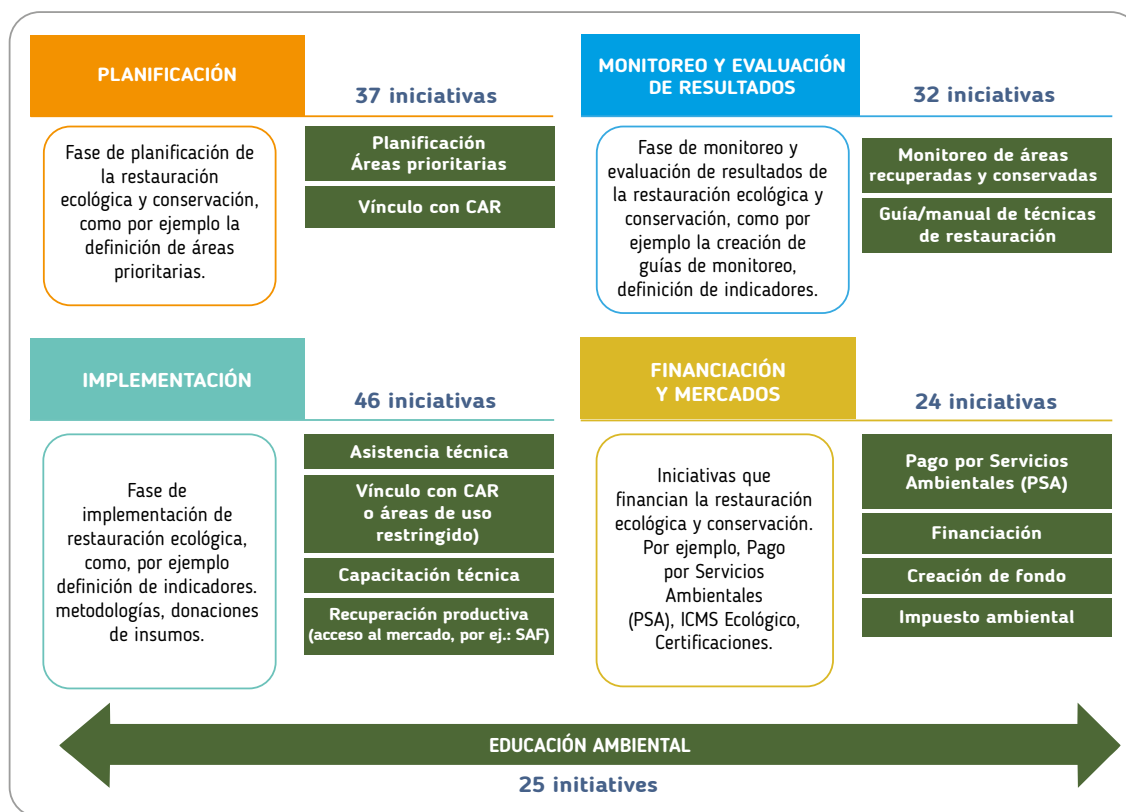 PLANIFICACIÓN
37 iniciativas
Fase de planificación de
la restauración
ecológica y conservación,
como por ejemplo la
definición de áreas
prioritarias.
Planificación
Áreas prioritarias
Vínculo con CAR
MONITOREO Y EVALUACIÓN
DE RESULTADOS
32 iniciativas
Fase de monitoreo y
evaluación de resultados de
la restauración ecológica y
conservación, como por
ejemplo la creación de
guías de monitoreo,
definición de indicadores.
Monitoreo de áreas
recuperadas y conservadas
Guía/manual de técnicas
de restauración
IMPLEMENTACIÓN
46 iniciativas
Fase de
implementación de
restauración ecológica,
como, por ejemplo
definición de indicadores.
metodologías, donaciones
de insumos.
Asistencia técnica
Vínculo con CAR
o áreas de uso
restringido)
Capacitación técnica
Recuperación productiva
(acceso al mercado, por ej.: SAF)
FINANCIACIÓN
Y MERCADOS
24 iniciativas
Iniciativas que
financian la restauración
ecológica y conservación.
Por ejemplo, Pago
por Servicios
Ambientales
(PSA), ICMS Ecológico,
Certificaciones.
Pago por Servicios
Ambientales (PSA)
Financiación
Creación de fondo
Impuesto ambiental
EDUCACIÓN AMBIENTAL
25 initiatives